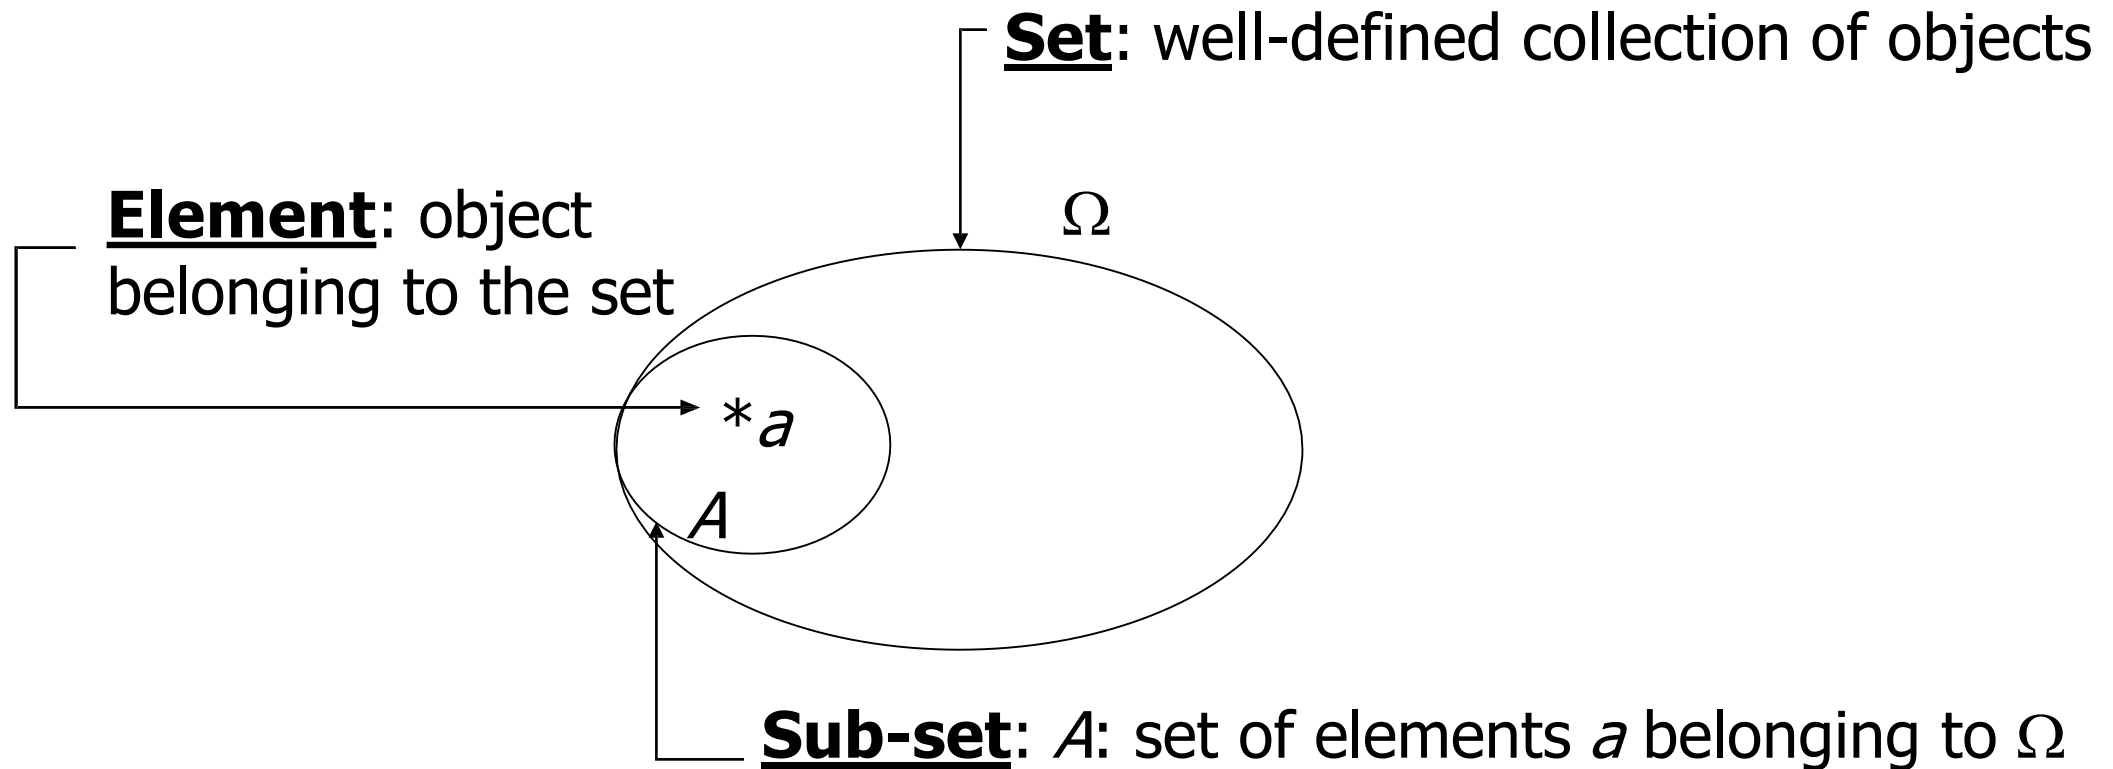 Set: well-defined collection of objects
Ω
Element: object
belonging to the set
*a
A
Sub-set: A: set of elements a belonging to Ω